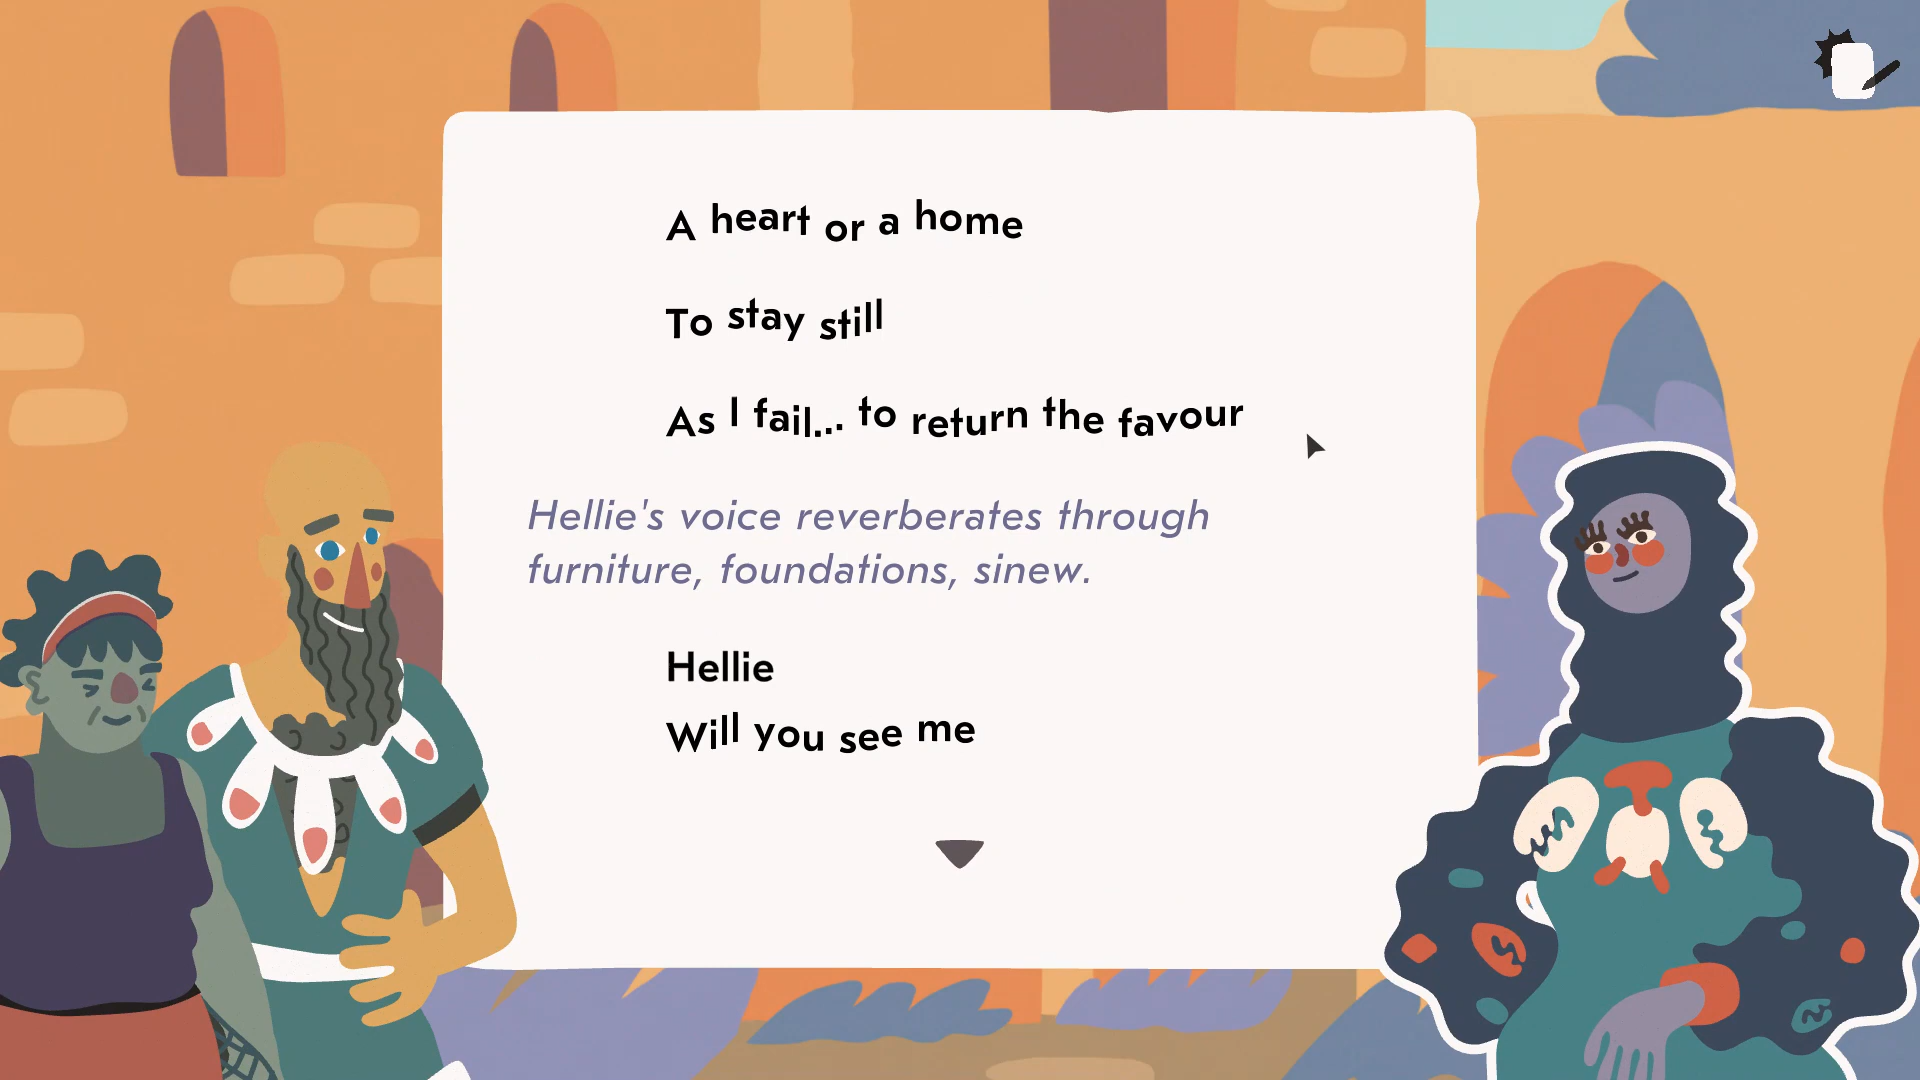 A heart or a home
To stay still
As I fail... to return the favour
Hellie's voice reverberates through
furniture, foundations, sinew.
Hellie
Will you see me